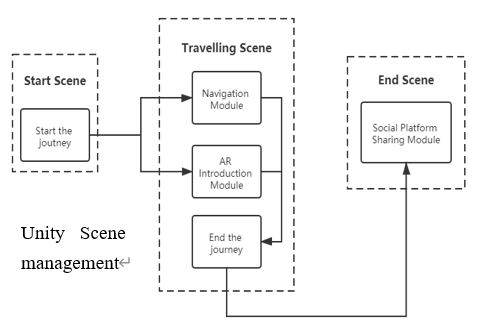 Start Scene
Start the
joutney
Travelling Scene
Navigation
Module
AR
Introduction
Module
End the
journey
End Scene
Social Platform
Sharing Module
Unity Scene
management↵